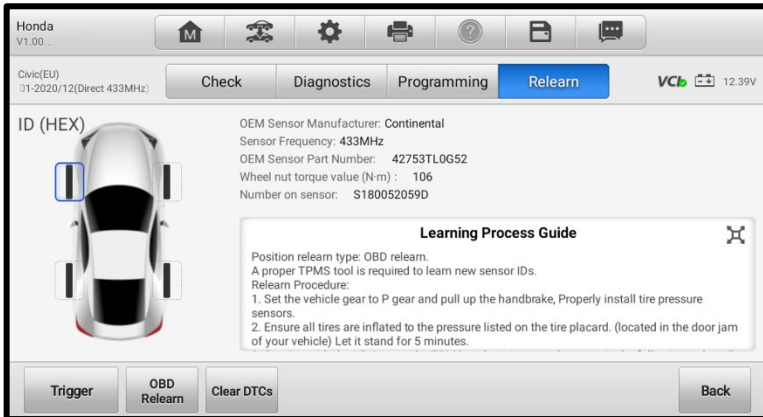 Honda
V1.00...
M
?
Civic(EU)
01-2020/12(Direct 433MHz)
Check
Diagnostics
Programming
Relearn
VCI
12.39V
ID (HEX)
OEM Sensor Manufacturer: Continental
Sensor Frequency: 433MHz
OEM Sensor Part Number: 42753TL0G52
Wheel nut torque value (N·m) : 106
Number on sensor: S180052059D
Learning Process Guide
Position relearn type: OBD relearn.
A proper TPMS tool is required to learn new sensor IDs.
Relearn Procedure:
1. Set the vehicle gear to P gear and pull up the handbrake, Properly install tire pressure
sensors.
2. Ensure all tires are inflated to the pressure listed on the tire placard. (located in the door jam
of your vehicle) Let it stand for 5 minutes.
Trigger
OBD
Relearn
Clear DTCs
Back